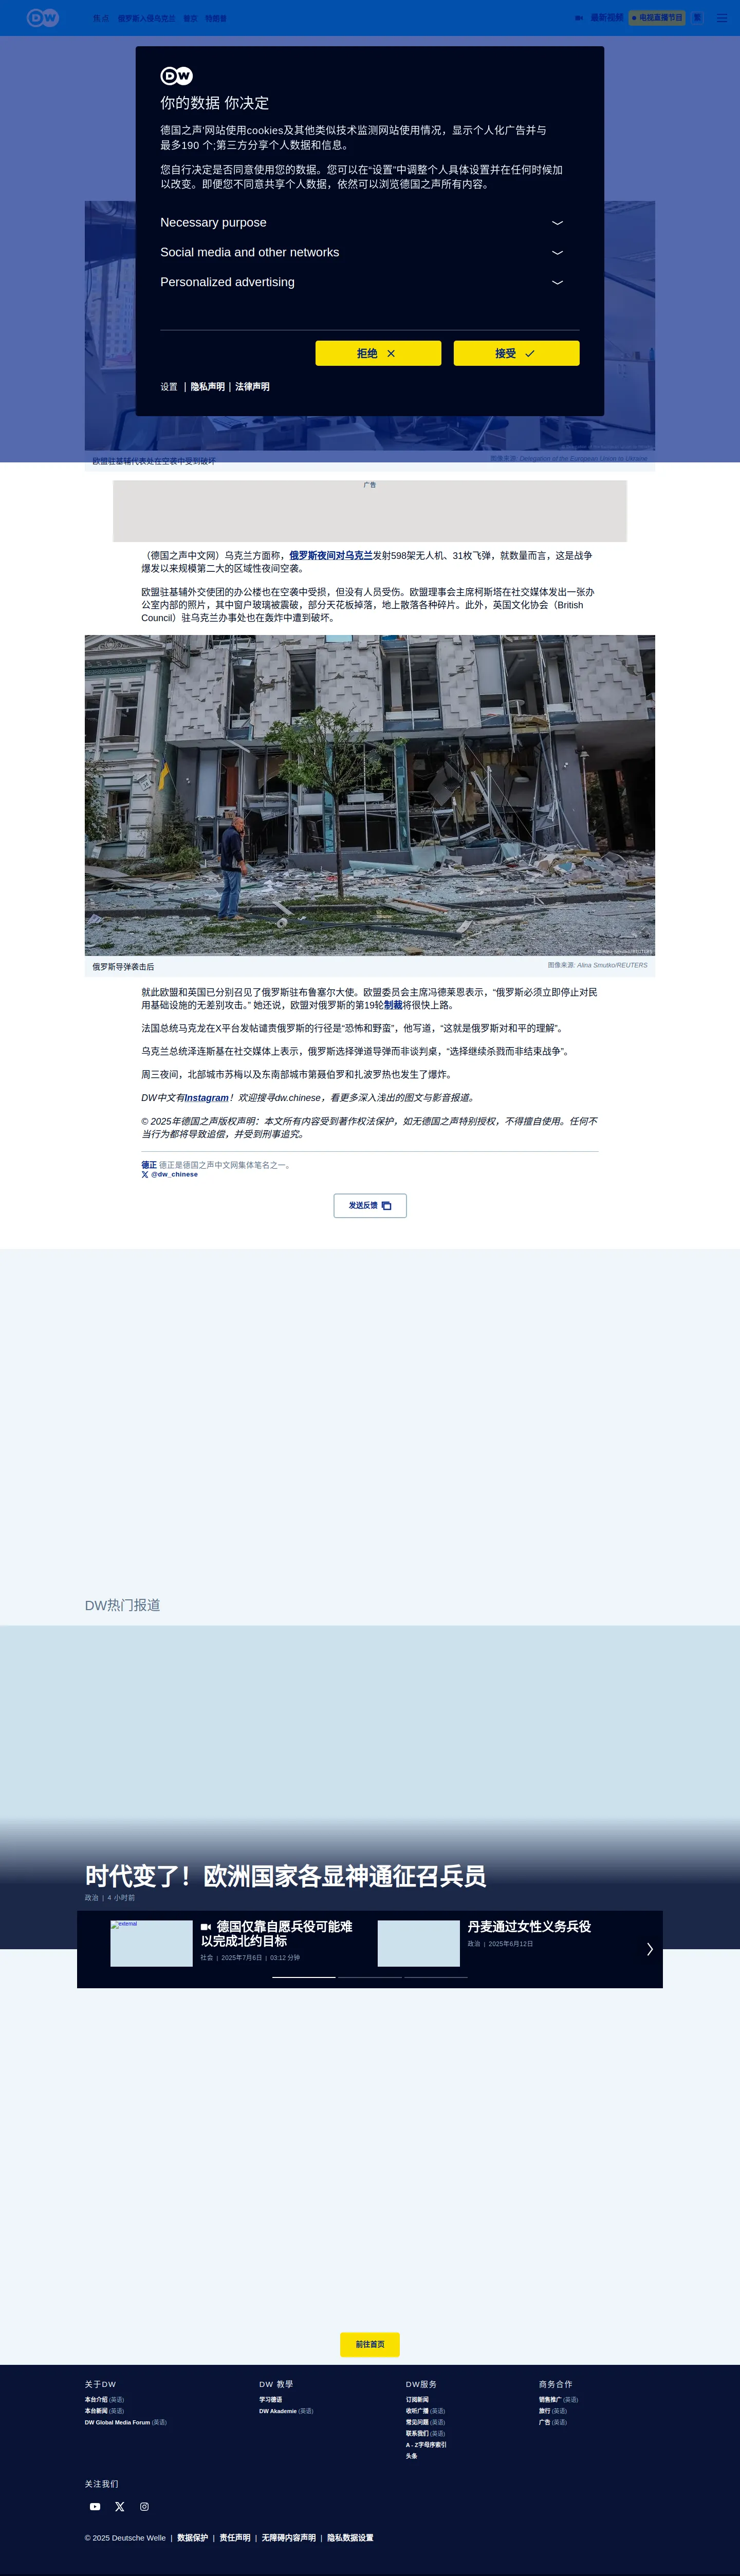 DW
焦点
俄罗斯入侵乌克兰
普京
特朗普
最新视频
电视直播节目
繁
DW
你的数据 你决定
德国之声'网站使用cookies及其他类似技术监测网站使用情况，显示个人化广告并与
最多190 个;第三方分享个人数据和信息。
您自行决定是否同意使用您的数据。您可以在“设置”中调整个人具体设置并在任何时候加
以改变。即便您不同意共享个人数据，依然可以浏览德国之声所有内容。
Necessary purpose
Social media and other networks
Personalized advertising
拒绝
接受
设置 | 隐私声明 | 法律声明
欧盟驻基辅代表处在空袭中受到破坏
图像来源: Delegation of the European Union to Ukraine
广告
（德国之声中文网）乌克兰方面称，俄罗斯夜间对乌克兰发射598架无人机、31枚飞弹，就数量而言，这是战争
爆发以来规模第二大的区域性夜间空袭。
欧盟驻基辅外交使团的办公楼也在空袭中受损，但没有人员受伤。欧盟理事会主席柯斯塔在社交媒体发出一张办
公室内部的照片，其中窗户玻璃被震破，部分天花板掉落，地上散落各种碎片。此外，英国文化协会（British
Council）驻乌克兰办事处也在轰炸中遭到破坏。
俄罗斯导弹袭击后
图像来源: Alina Smutko/REUTERS
就此欧盟和英国已分别召见了俄罗斯驻布鲁塞尔大使。欧盟委员会主席冯德莱恩表示，“俄罗斯必须立即停止对民
用基础设施的无差别攻击。” 她还说，欧盟对俄罗斯的第19轮制裁将很快上路。
法国总统马克龙在X平台发帖谴责俄罗斯的行径是“恐怖和野蛮”，他写道，“这就是俄罗斯对和平的理解”。
乌克兰总统泽连斯基在社交媒体上表示，俄罗斯选择弹道导弹而非谈判桌，“选择继续杀戮而非结束战争”。
周三夜间，北部城市苏梅以及东南部城市第聂伯罗和扎波罗热也发生了爆炸。
DW中文有Instagram！欢迎搜寻dw.chinese，看更多深入浅出的图文与影音报道。
© 2025年德国之声版权声明：本文所有内容受到著作权法保护，如无德国之声特别授权，不得擅自使用。任何不
当行为都将导致追偿，并受到刑事追究。
德正 德正是德国之声中文网集体笔名之一。
@dw_chinese
发送反馈
DW热门报道
时代变了！欧洲国家各显神通征召兵员
政治 | 4 小时前
external
德国仅靠自愿兵役可能难
以完成北约目标
社会 | 2025年7月6日 | 03:12 分钟
丹麦通过女性义务兵役
政治 | 2025年6月12日
前往首页
关于DW
本台介绍 (英语)
本台新闻 (英语)
DW Global Media Forum (英语)
DW 教學
学习德语
DW Akademie (英语)
DW服务
订阅新闻
收听广播 (英语)
常见问题 (英语)
联系我们 (英语)
A - Z字母序索引
头条
商务合作
销售推广 (英语)
旅行 (英语)
广告 (英语)
关注我们
© 2025 Deutsche Welle | 数据保护 | 责任声明 | 无障碍内容声明 | 隐私数据设置